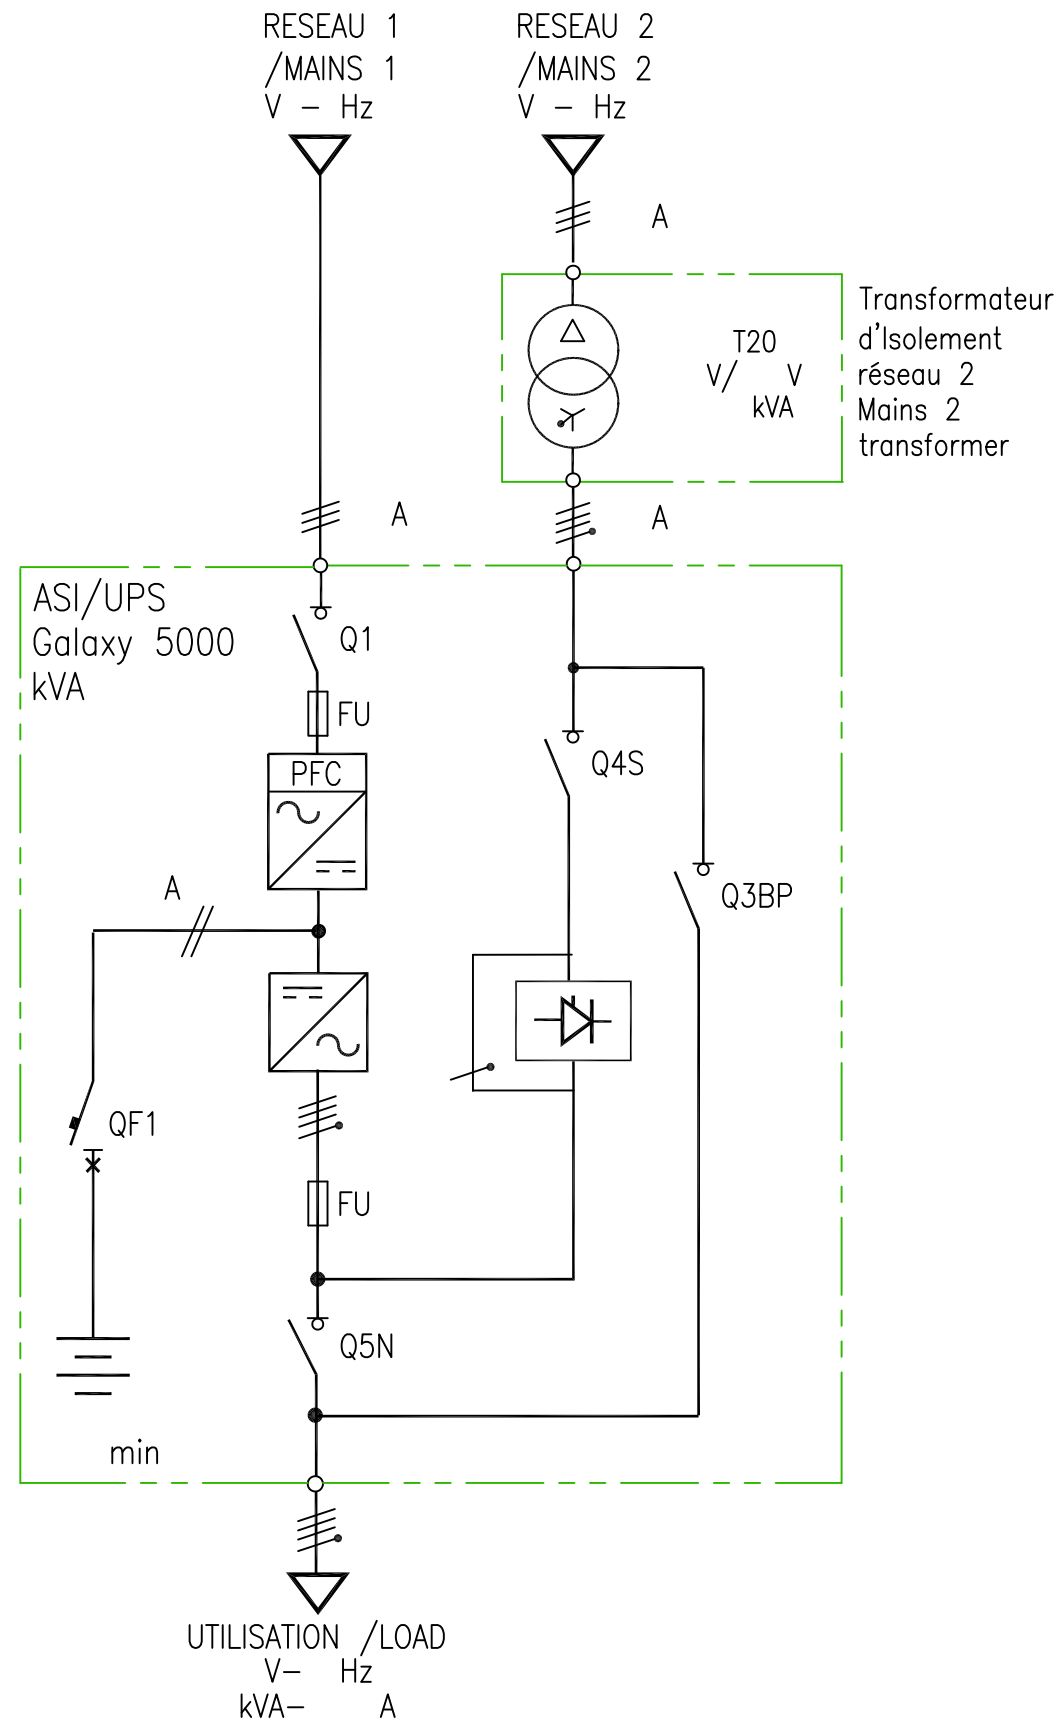 RESEAU 1
/MAINS 1
V - Hz
RESEAU 2
/MAINS 2
V - Hz
A
Transformateur
d'Isolement
réseau 2
Mains 2
transformer
T20
V/ V
kVA
A
A
ASI/UPS
Galaxy 5000
kVA
Q1
FU
PFC
Q4S
A
Q3BP
QF1
FU
Q5N
min
UTILISATION /LOAD
V- Hz
kVA- A